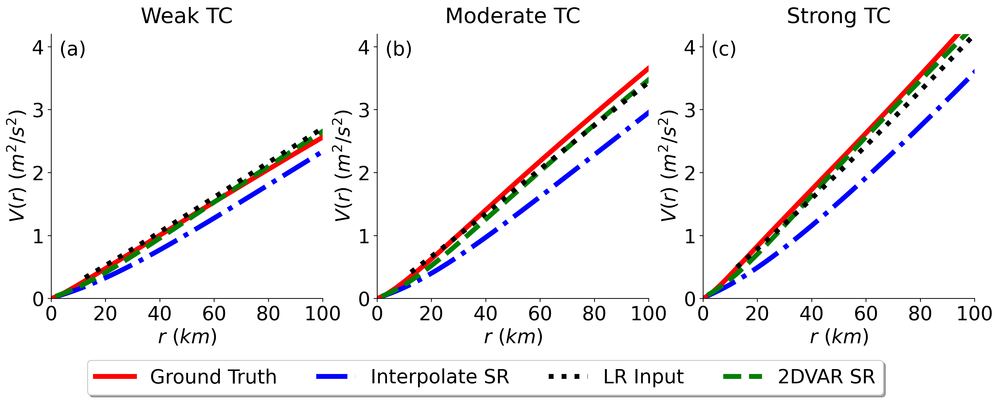 Weak TC
Moderate TC
Strong TC
(a)
(b)
(c)
4
3
2
1
0
V(r) (m²/s²)
0 20 40 60 80 100
r (km)
4
3
2
1
0
V(r) (m²/s²)
0 20 40 60 80 100
r (km)
4
3
2
1
0
V(r) (m²/s²)
0 20 40 60 80 100
r (km)
Ground Truth
Interpolate SR
LR Input
2DVAR SR